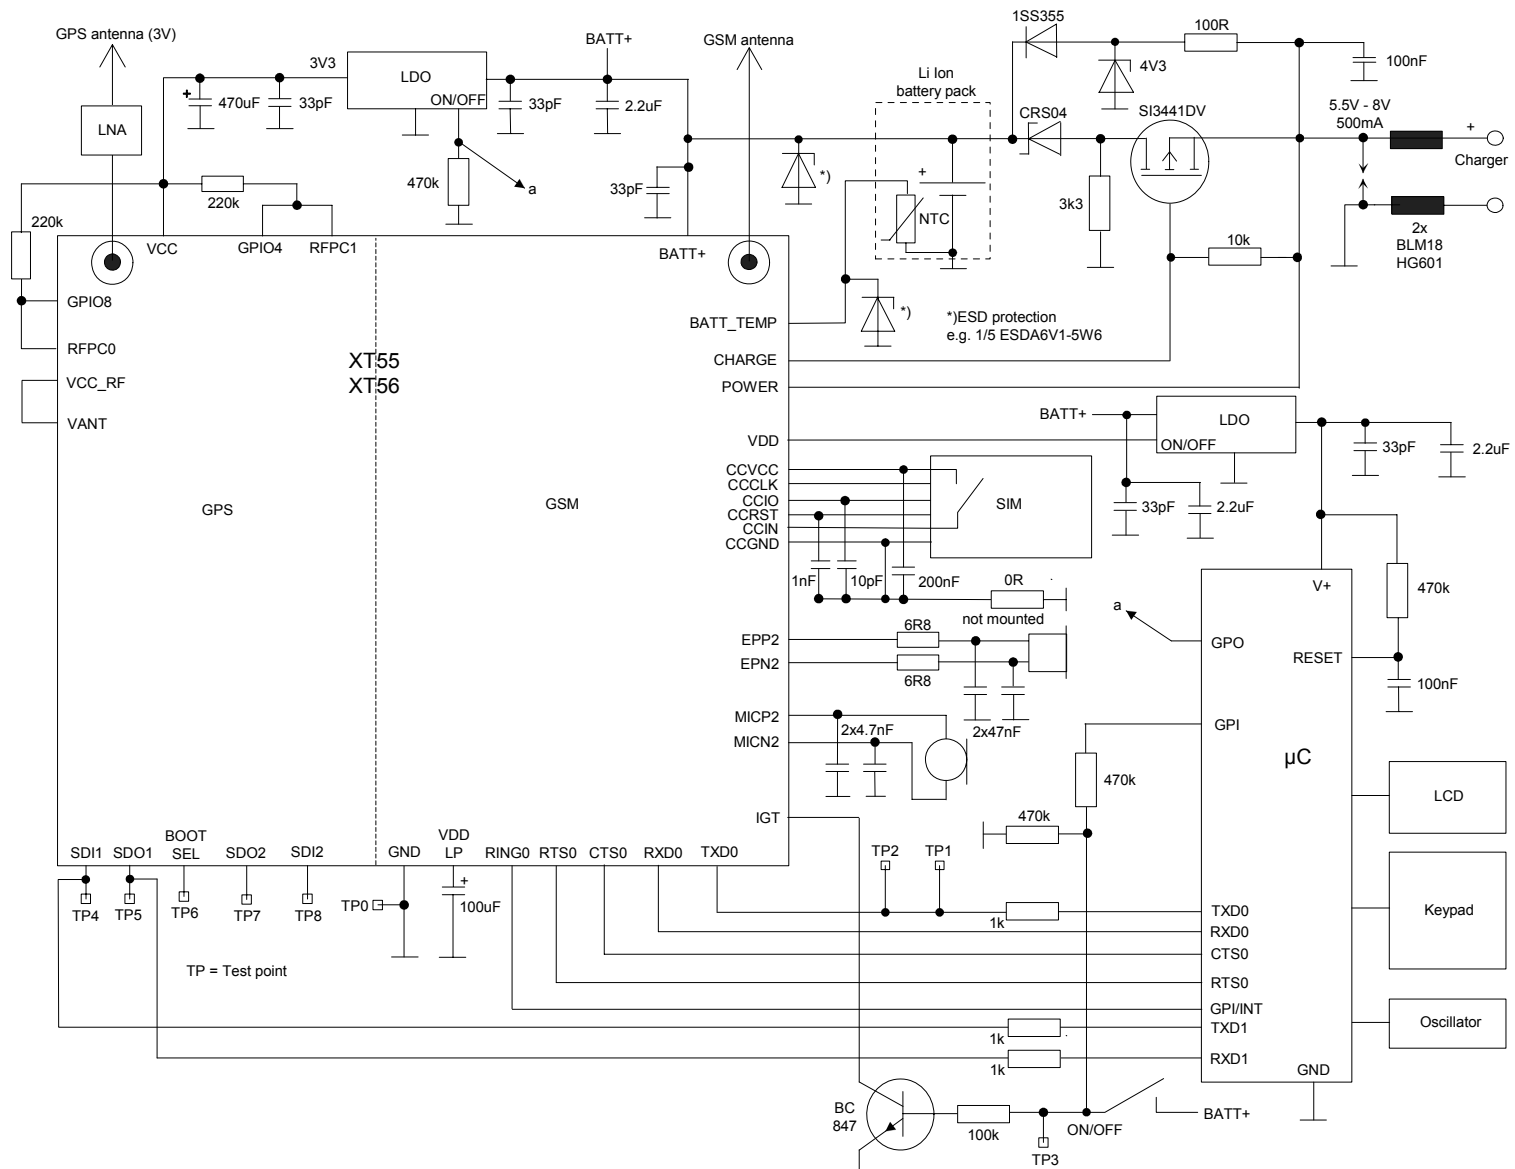 GPS antenna (3V)
BATT+
GSM antenna
1SS355
100R
3V3
LDO
ON/OFF
+
470uF
33pF
33pF
2.2uF
Li Ion
battery pack
4V3
100nF
LNA
CRS04
SI3441DV
5.5V - 8V
500mA
+
Charger
470k
a
33pF
*)
+
NTC
3k3
220k
220k
10k
2x
BLM18
HG601
VCC
GPIO4
RFPC1
BATT+
GPIO8
RFPC0
VCC_RF
VANT
XT55
XT56
BATT_TEMP
*)
*)ESD protection
e.g. 1/5 ESDA6V1-5W6
CHARGE
POWER
BATT+
LDO
ON/OFF
VDD
33pF
2.2uF
CCVCC
CCCLK
CCIO
CCRST
CCIN
CCGND
SIM
33pF
2.2uF
GPS
GSM
1nF
10pF
200nF
0R
not mounted
V+
470k
a
GPO
RESET
100nF
EPP2
EPN2
6R8
6R8
MICP2
MICN2
2x4.7nF
2x47nF
GPI
µC
470k
LCD
IGT
470k
SDI1
SDO1
BOOT
SEL
SDO2
SDI2
GND
VDD
LP
RING0
RTS0
CTS0
RXD0
TXD0
TP2
TP1
TP4
TP5
TP6
TP7
TP8
TP0
+
100uF
1k
TXD0
RXD0
CTS0
RTS0
GPI/INT
TXD1
RXD1
GND
Keypad
Oscillator
TP = Test point
1k
1k
BC
847
100k
ON/OFF
BATT+
TP3